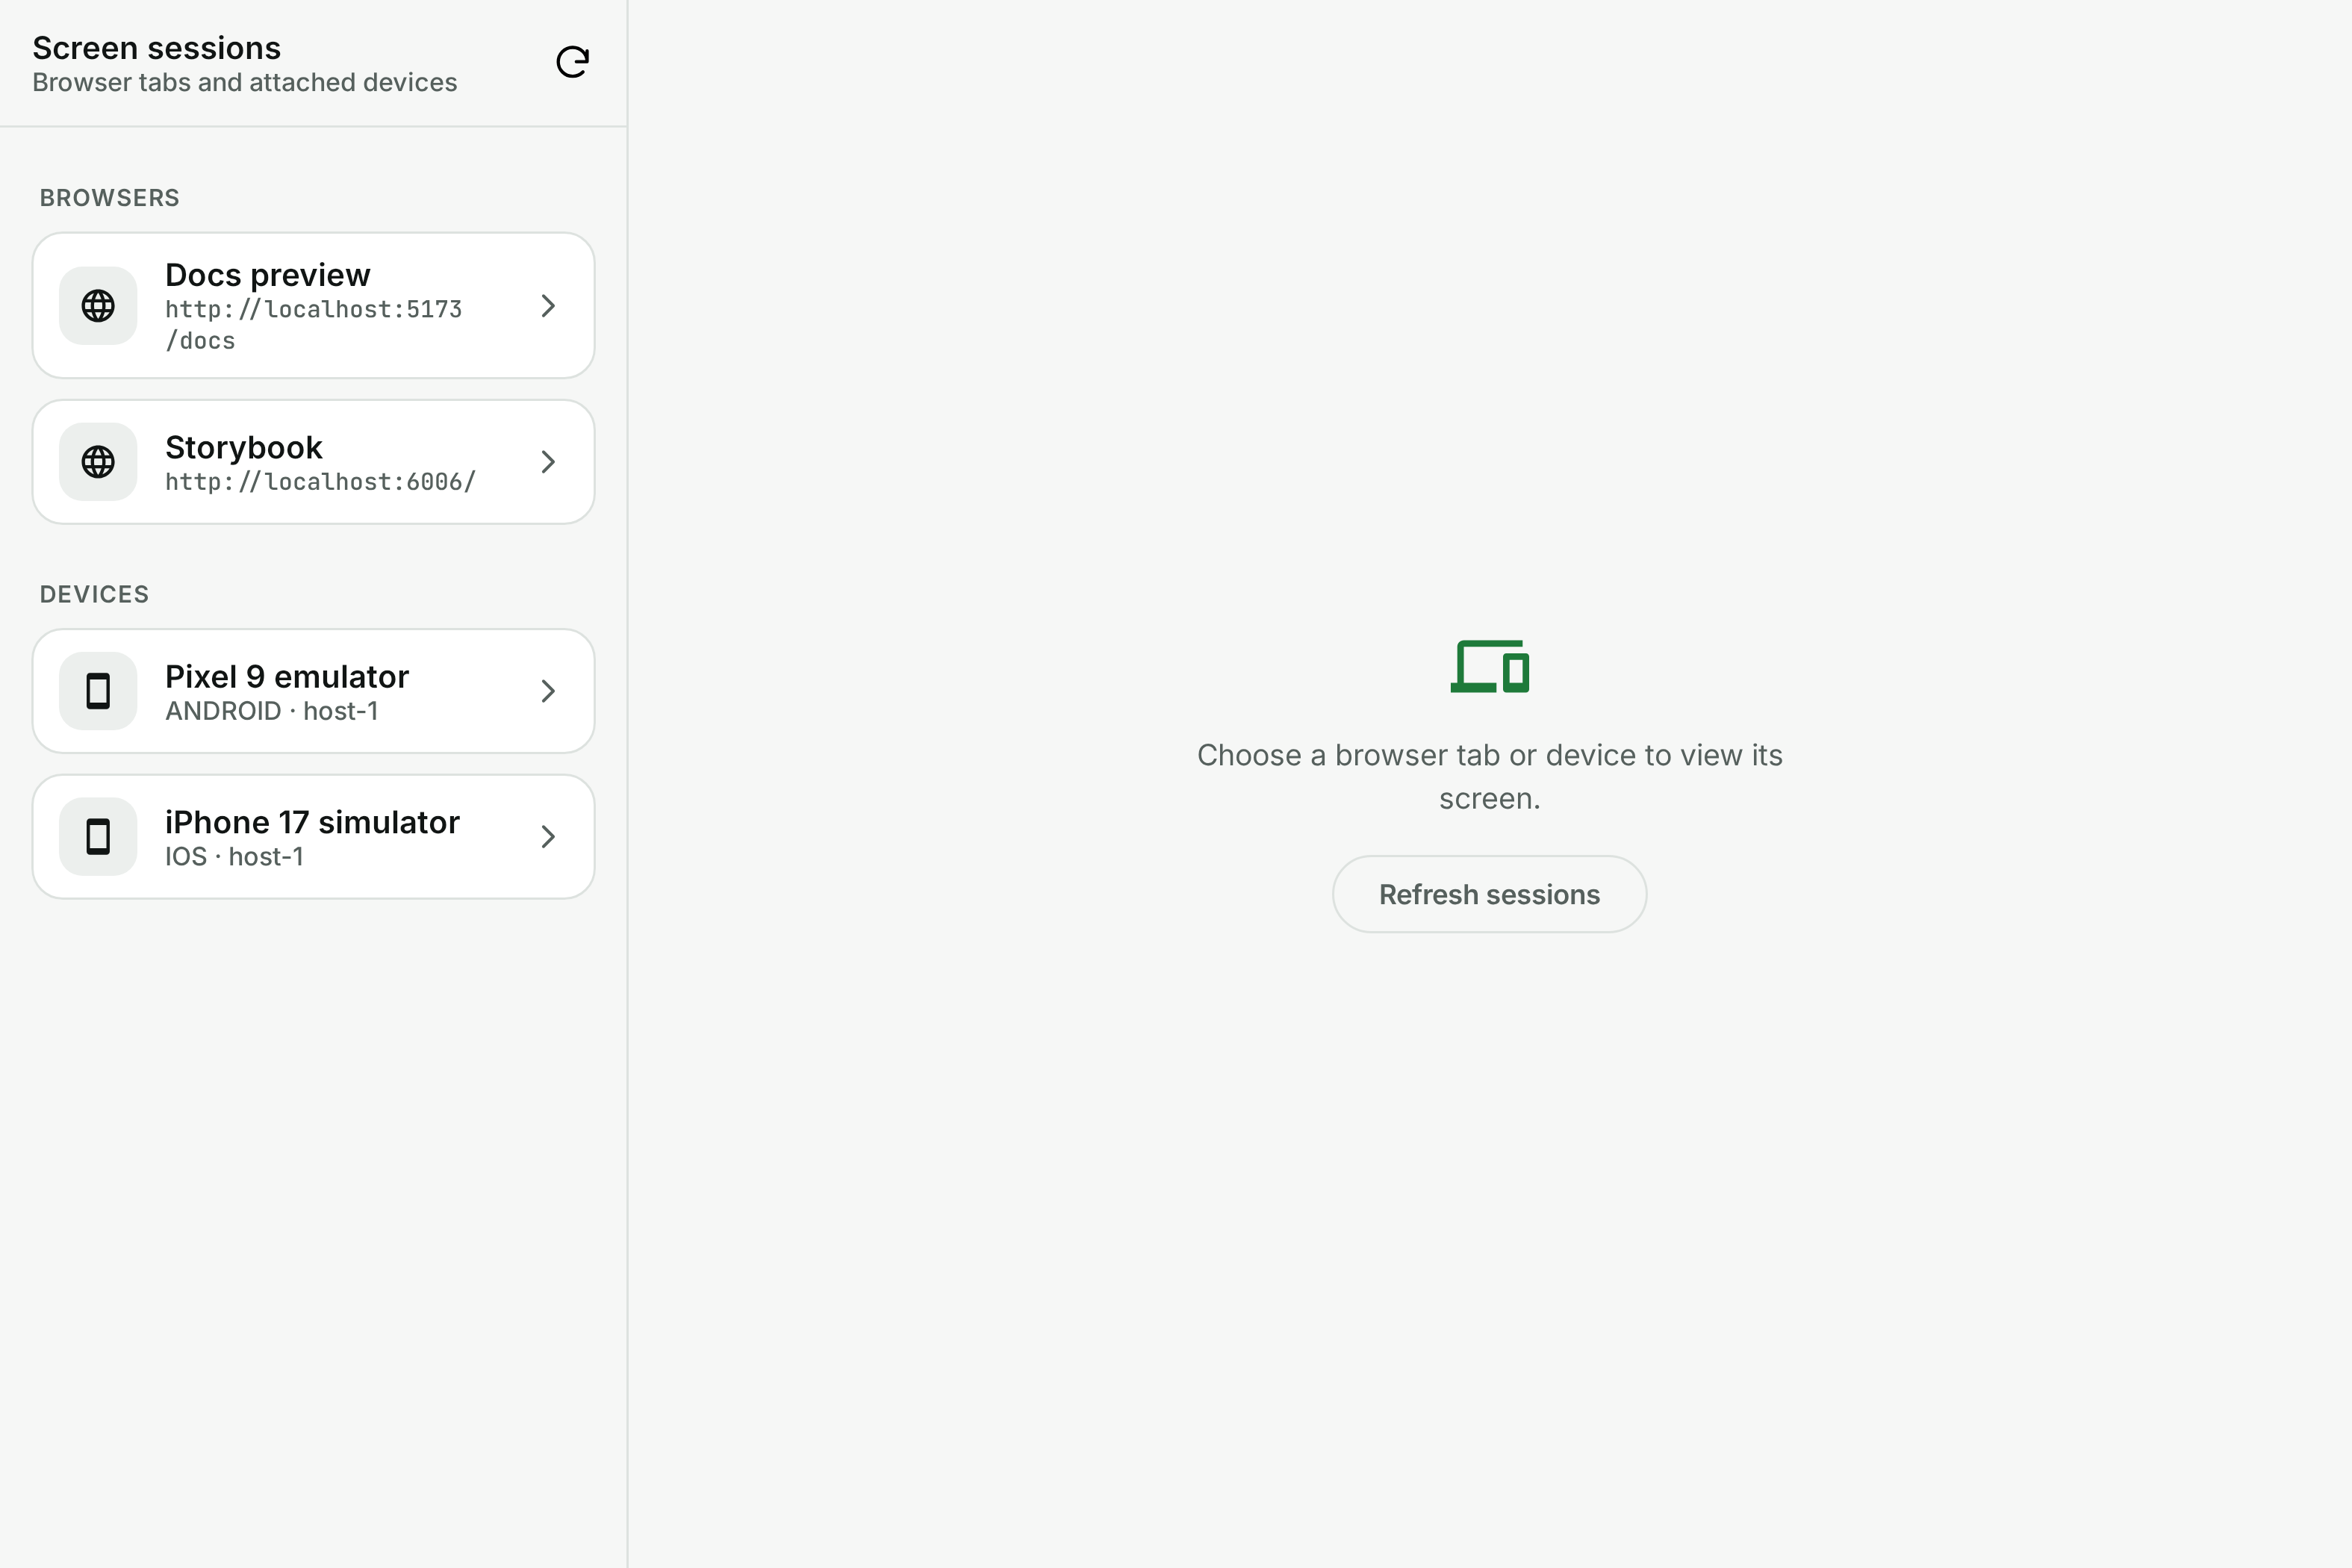 Screen sessions
Browser tabs and attached devices
BROWSERS
Docs preview
http://localhost:5173
/docs
Storybook
http://localhost:6006/
DEVICES
Pixel 9 emulator
ANDROID · host-1
iPhone 17 simulator
IOS · host-1
Choose a browser tab or device to view its
screen.
Refresh sessions